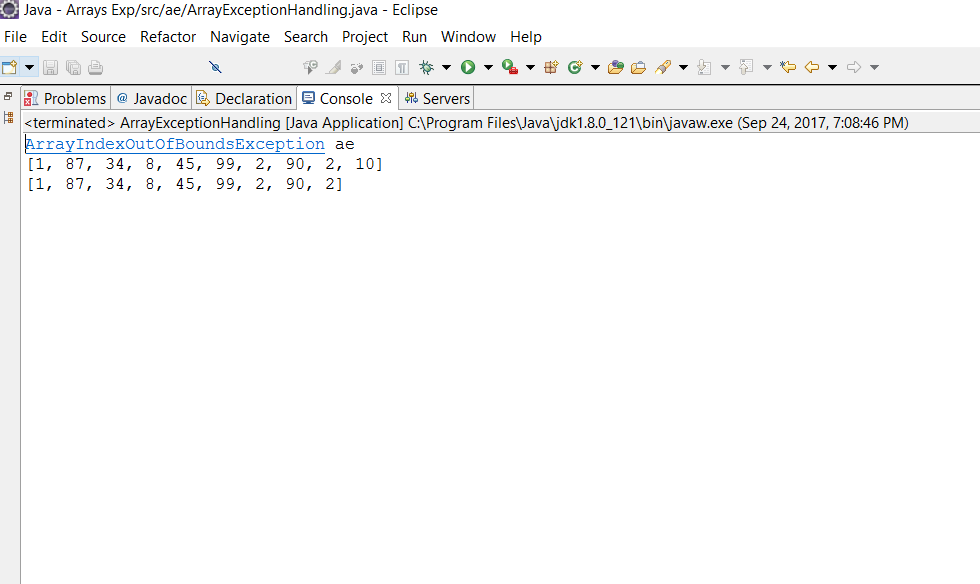 Java - Arrays Exp/src/ae/ArrayExceptionHandling.java - Eclipse
File Edit Source Refactor Navigate Search Project Run Window Help
Problems @ Javadoc Declaration Console Servers
<terminated> ArrayExceptionHandling [Java Application] C:\Program Files\Java\jdk1.8.0_121\bin\javaw.exe (Sep 24, 2017, 7:08:46 PM)
ArrayIndexOutOfBoundsException ae
[1, 87, 34, 8, 45, 99, 2, 90, 2, 10]
[1, 87, 34, 8, 45, 99, 2, 90, 2]